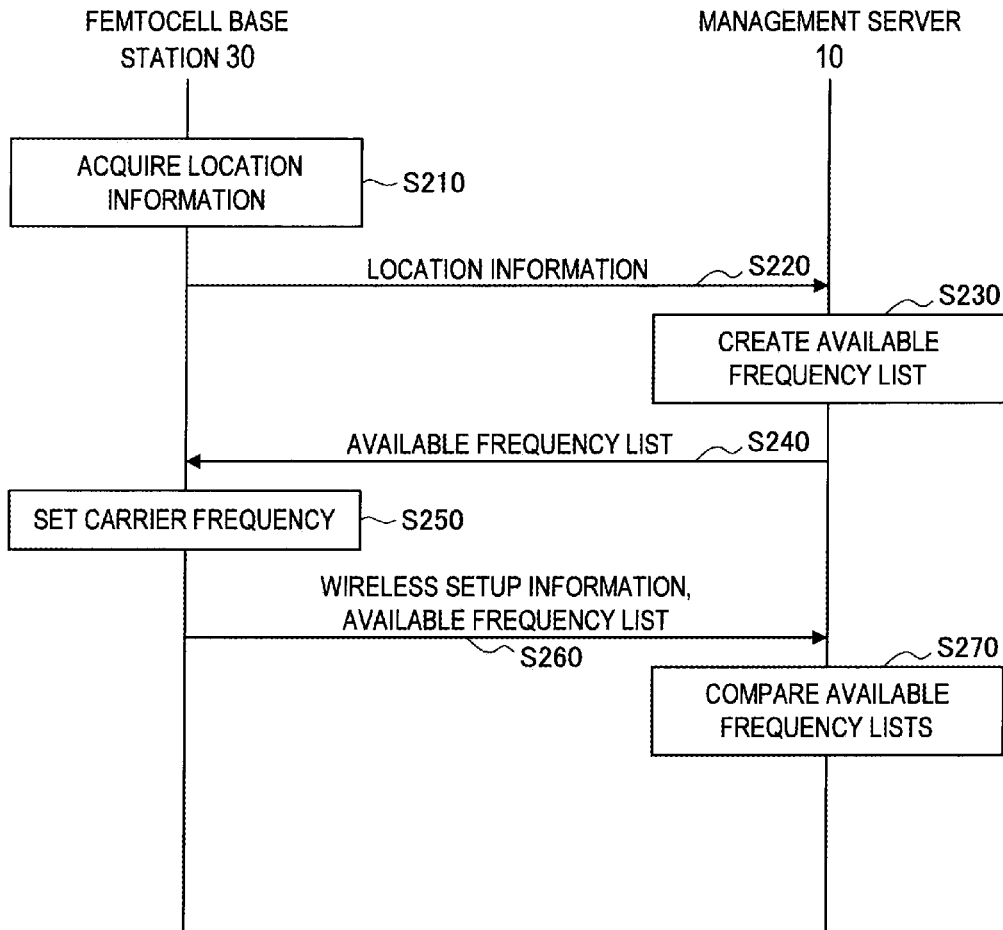 FEMTOCELL BASE
STATION 30
MANAGEMENT SERVER
10
ACQUIRE LOCATION
INFORMATION
S210
LOCATION INFORMATION
S220
S230
CREATE AVAILABLE
FREQUENCY LIST
AVAILABLE FREQUENCY LIST
S240
SET CARRIER FREQUENCY
S250
WIRELESS SETUP INFORMATION,
AVAILABLE FREQUENCY LIST
S260
S270
COMPARE AVAILABLE
FREQUENCY LISTS